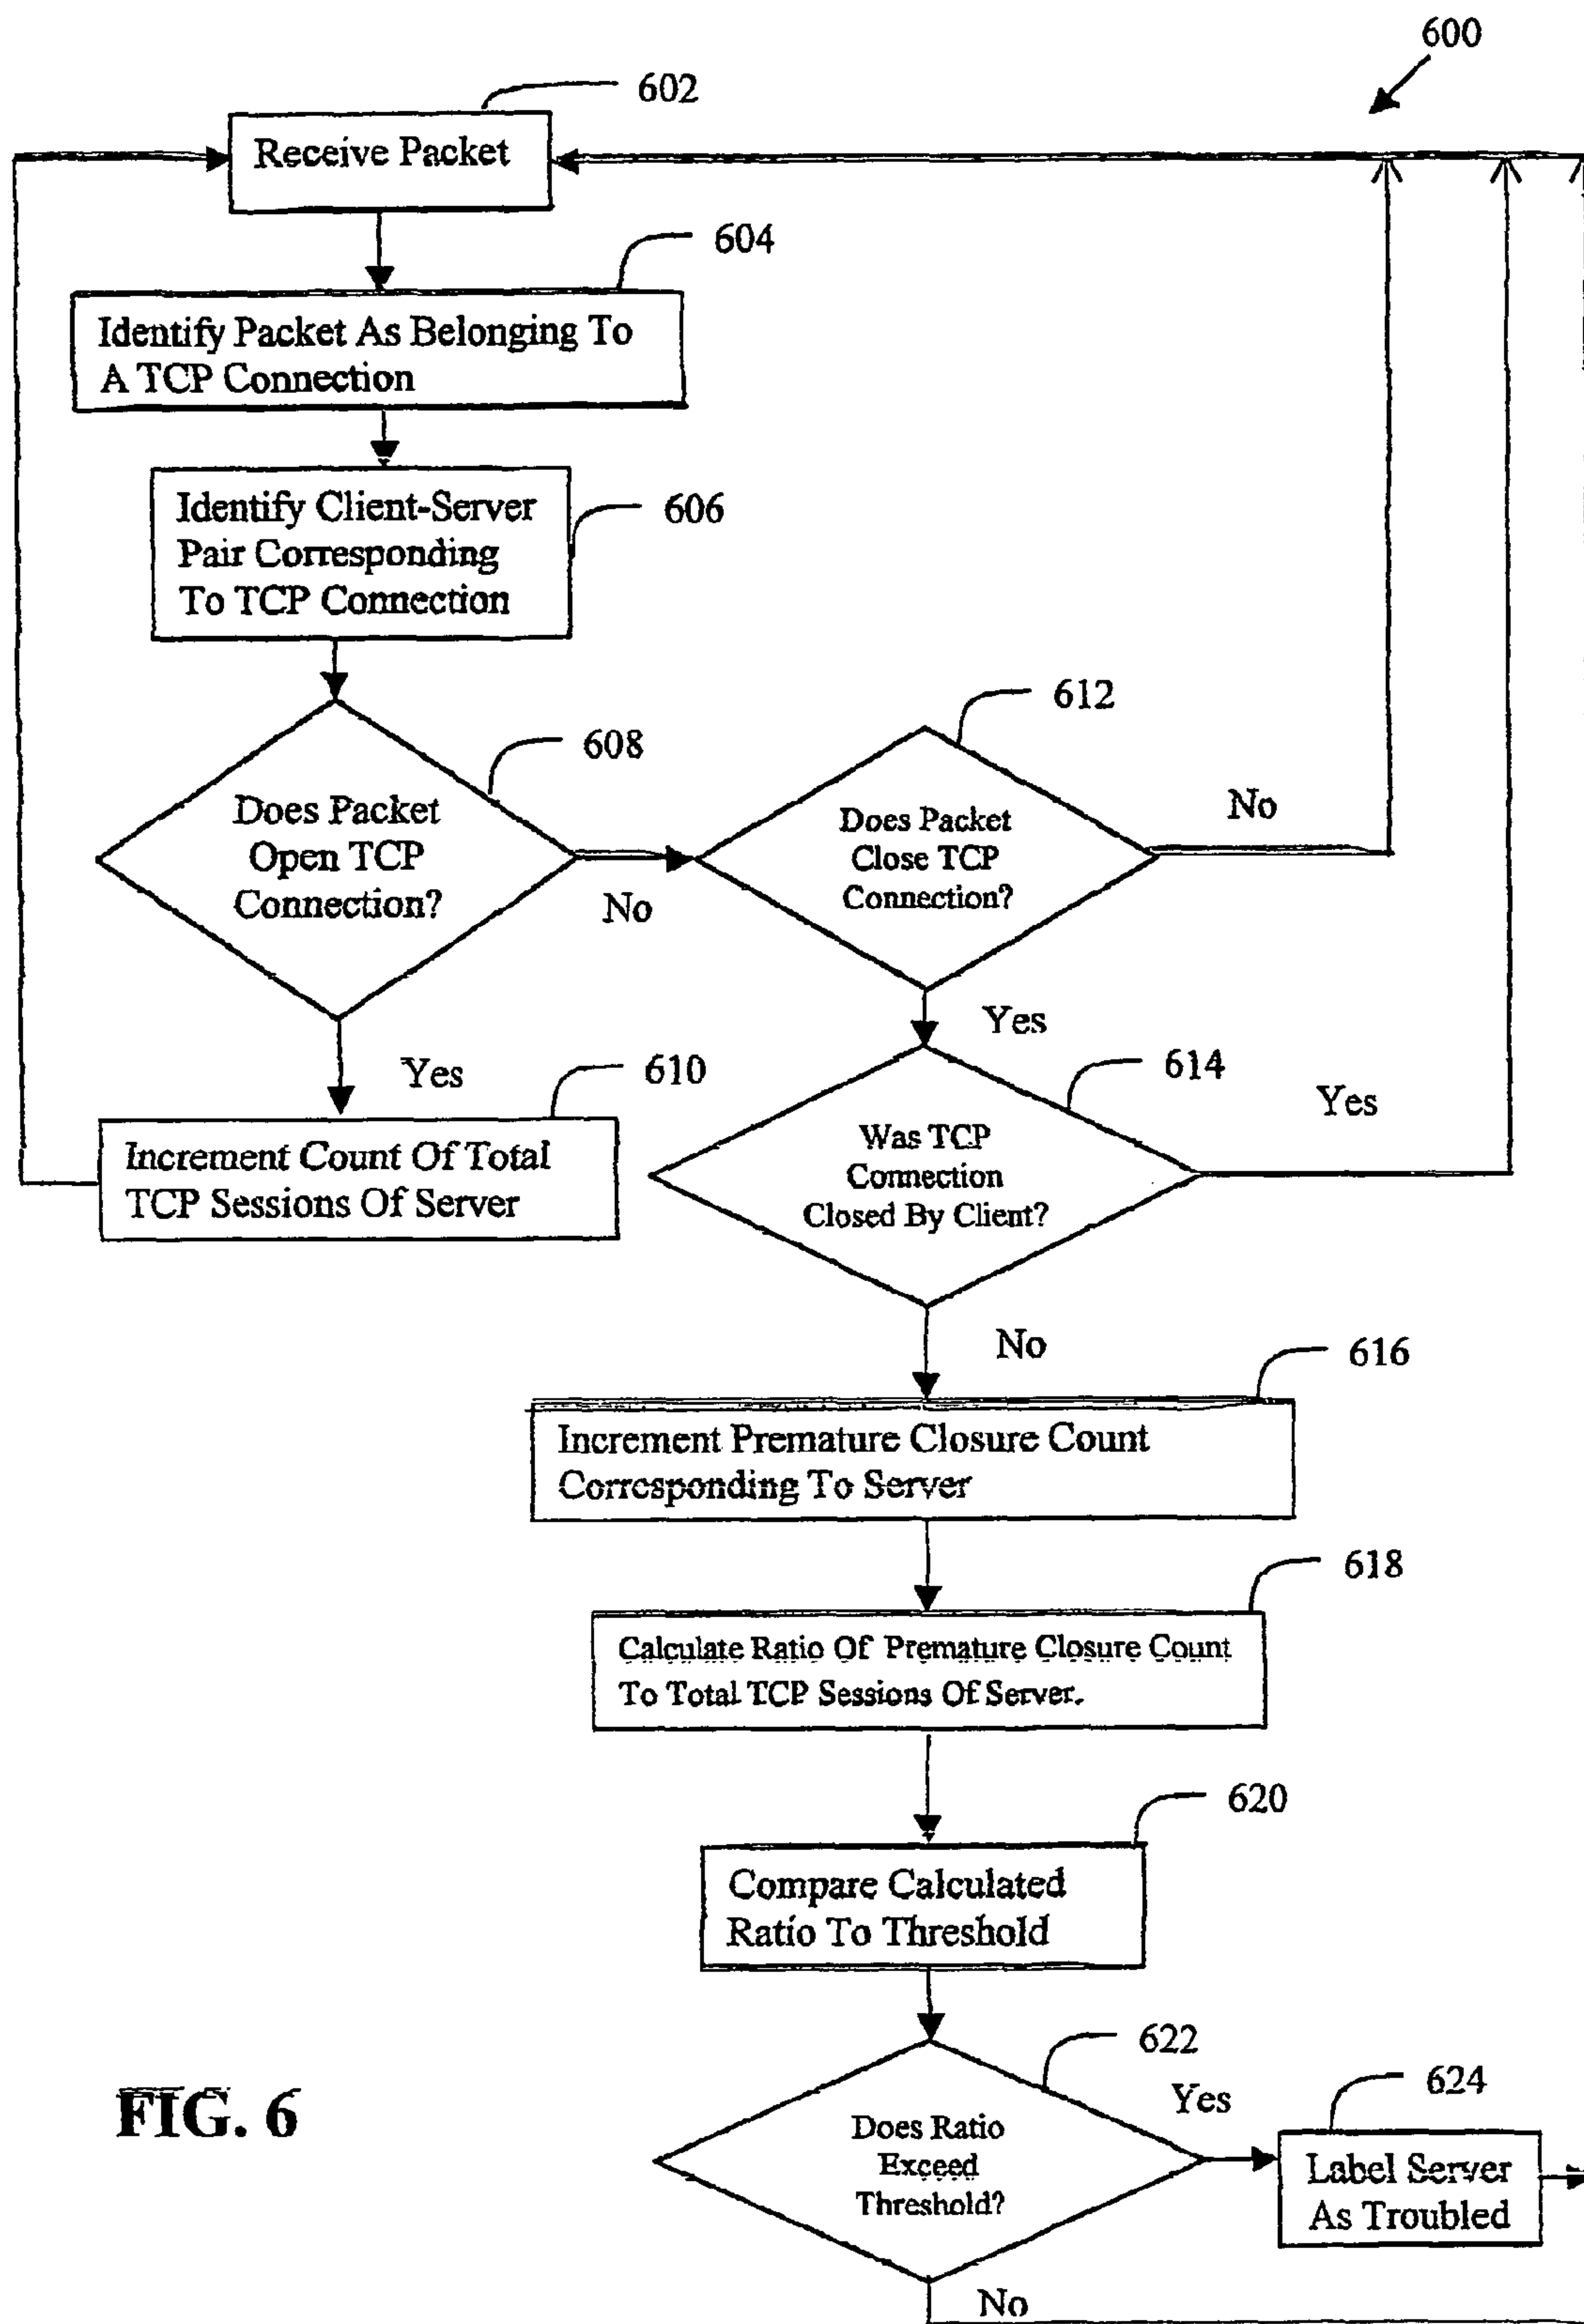 600
602
Receive Packet
604
Identify Packet As Belonging To
A TCP Connection
606
Identify Client-Server
Pair Corresponding
To TCP Connection
608
Does Packet
Open TCP
Connection?
No
612
Does Packet
Close TCP
Connection?
No
Yes
610
Increment Count Of Total
TCP Sessions Of Server
Yes
614
Was TCP
Connection
Closed By Client?
Yes
No
616
Increment Premature Closure Count
Corresponding To Server
618
Calculate Ratio Of Premature Closure Count
To Total TCP Sessions Of Server.
620
Compare Calculated
Ratio To Threshold
622
Does Ratio
Exceed
Threshold?
Yes
624
Label Server
As Troubled
No
FIG. 6